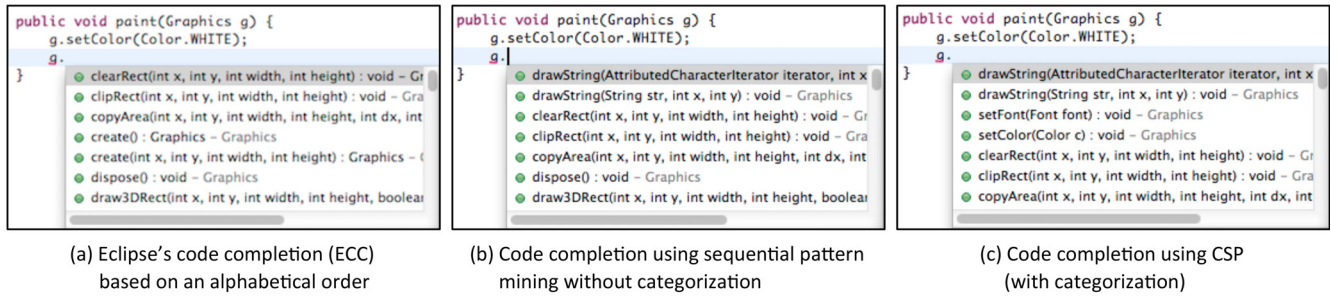 public void paint(Graphics g) {
g.setColor(Color.WHITE);
g.
}
clearRect(int x, int y, int width, int height) : void – Gr
clipRect(int x, int y, int width, int height) : void – Gra
copyArea(int x, int y, int width, int height, int dx, int
create() : Graphics – Graphics
create(int x, int y, int width, int height) : Graphics – G
dispose() : void – Graphics
draw3DRect(int x, int y, int width, int height, boolear
(a) Eclipse's code completion (ECC)
based on an alphabetical order
public void paint(Graphics g) {
g.setColor(Color.WHITE);
g.
}
drawString(AttributedCharacterIterator iterator, int x
drawString(String str, int x, int y) : void – Graphics
clearRect(int x, int y, int width, int height) : void – Gr
clipRect(int x, int y, int width, int height) : void – Gra
copyArea(int x, int y, int width, int height, int dx, int
dispose() : void – Graphics
draw3DRect(int x, int y, int width, int height, boolear
(b) Code completion using sequential pattern
mining without categorization
public void paint(Graphics g) {
g.setColor(Color.WHITE);
g.
}
drawString(AttributedCharacterIterator iterator, int x
drawString(String str, int x, int y) : void – Graphics
setFont(Font font) : void – Graphics
setColor(Color c) : void – Graphics
clearRect(int x, int y, int width, int height) : void – Gr
clipRect(int x, int y, int width, int height) : void – Gra
copyArea(int x, int y, int width, int height, int dx, int
(c) Code completion using CSP
(with categorization)